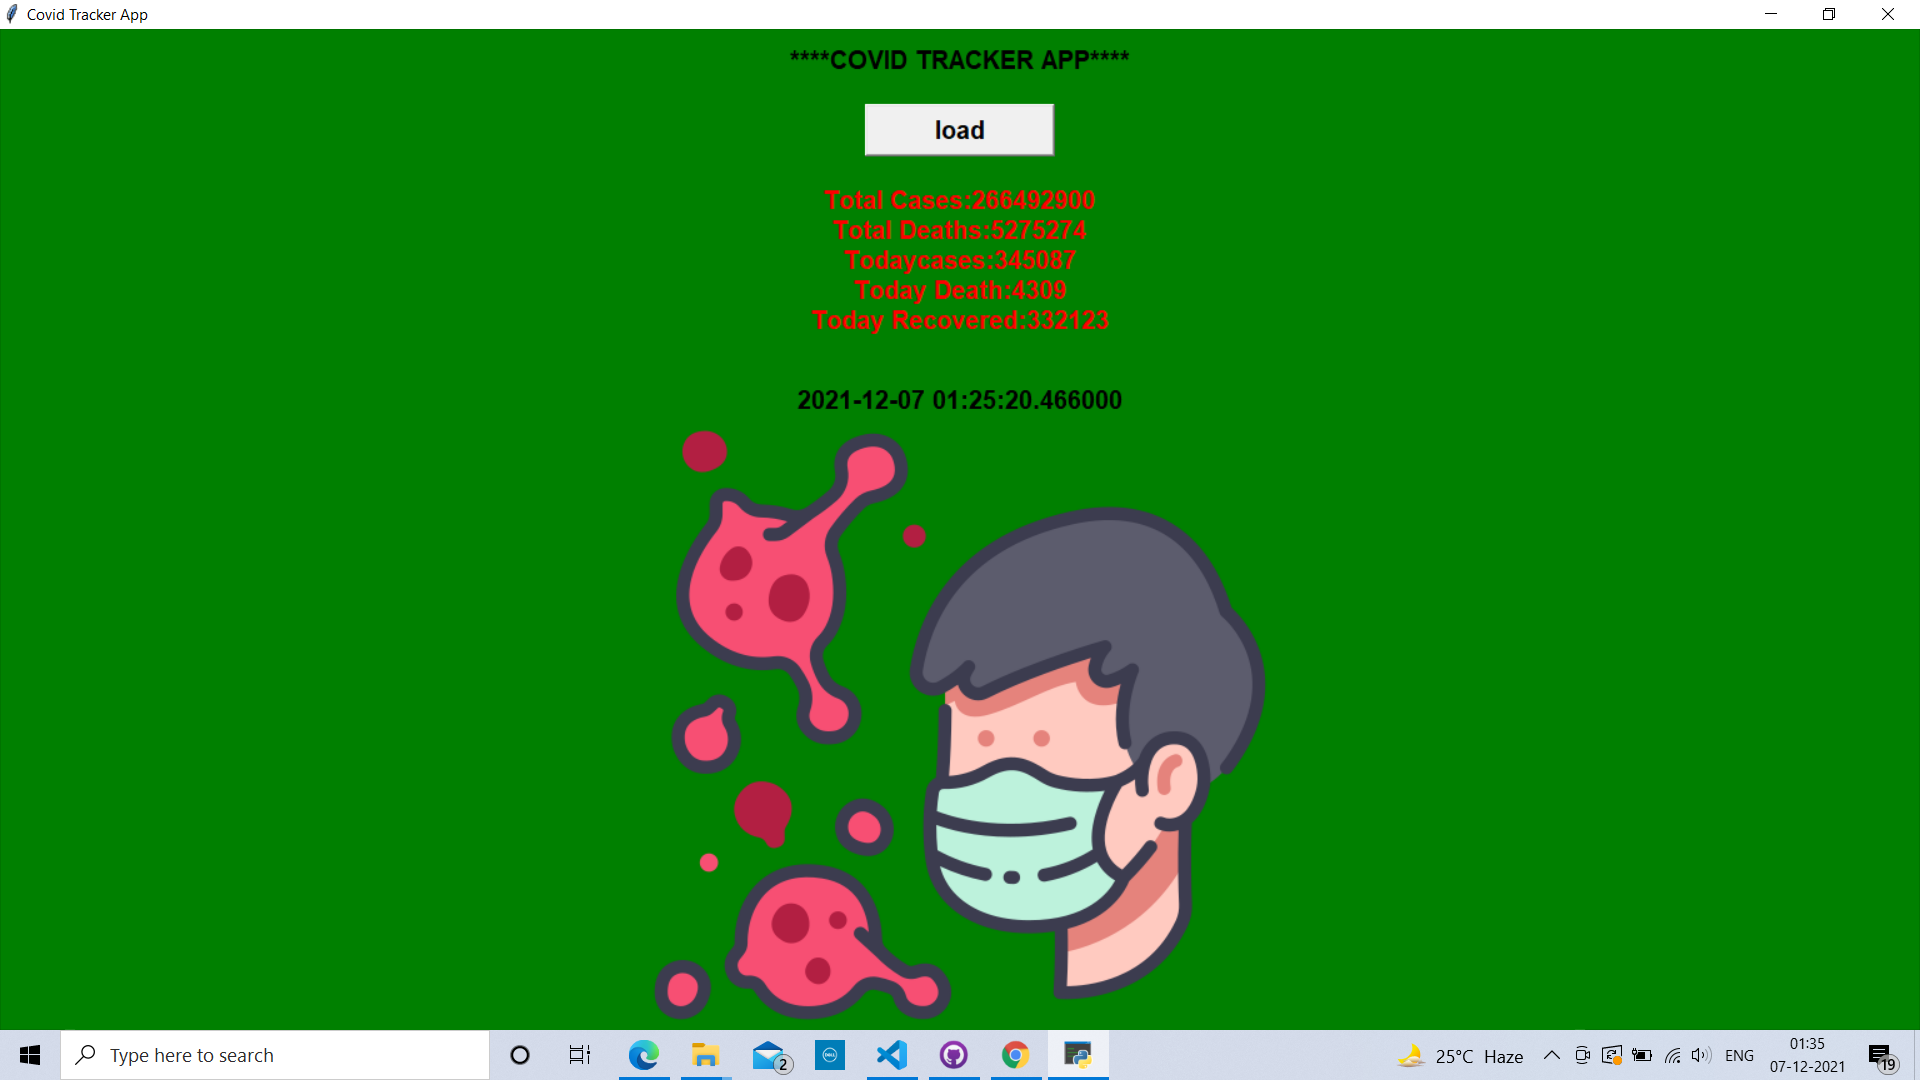 Covid Tracker App
****COVID TRACKER APP****
load
Total Cases:266492900
Total Deaths:5275274
Todaycases:345087
Today Death:4309
Today Recovered:332123
2021-12-07 01:25:20.466000
Type here to search
2
DELL
25°C Haze
ENG
01:35
07-12-2021
19